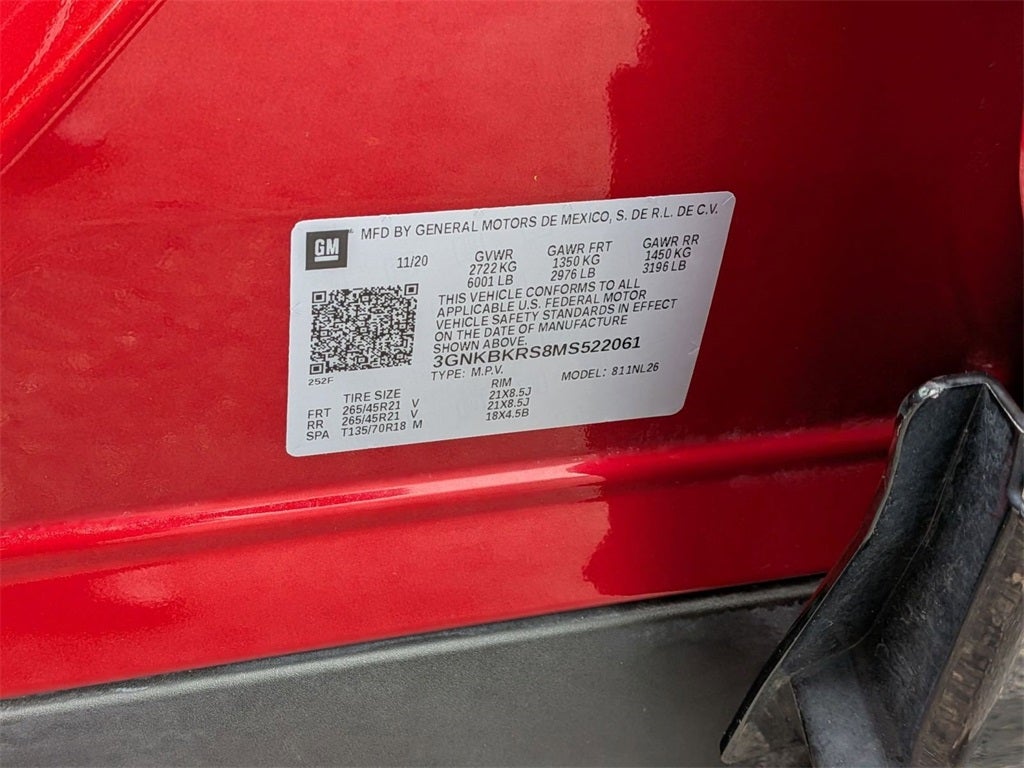 GM
MFD BY GENERAL MOTORS DE MEXICO, S. DE R.L. DE C.V.
11/20 GVWR GAWR FRT GAWR RR
2722 KG 1350 KG 1450 KG
6001 LB 2976 LB 3196 LB
THIS VEHICLE CONFORMS TO ALL
APPLICABLE U.S. FEDERAL MOTOR
VEHICLE SAFETY STANDARDS IN EFFECT
ON THE DATE OF MANUFACTURE
SHOWN ABOVE.
3GNKBKRS8MS522061
252F TYPE: M.P.V. MODEL: 811NL26
TIRE SIZE RIM
FRT 265/45R21 V 21X8.5J
RR 265/45R21 V 21X8.5J
SPA T135/70R18 M 18X4.5B